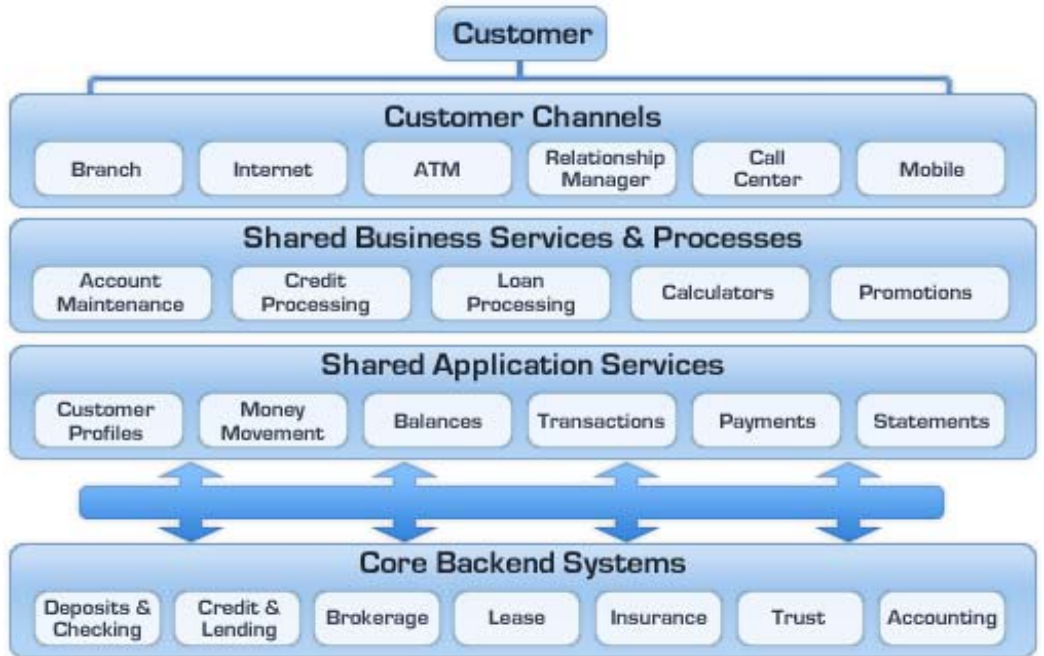 Customer
Customer Channels
Branch
Internet
ATM
Relationship
Manager
Call
Center
Mobile
Shared Business Services & Processes
Account
Maintenance
Credit
Processing
Loan
Processing
Calculators
Promotions
Shared Application Services
Customer
Profiles
Money
Movement
Balances
Transactions
Payments
Statements
Core Backend Systems
Deposits &
Checking
Credit &
Lending
Brokerage
Lease
Insurance
Trust
Accounting